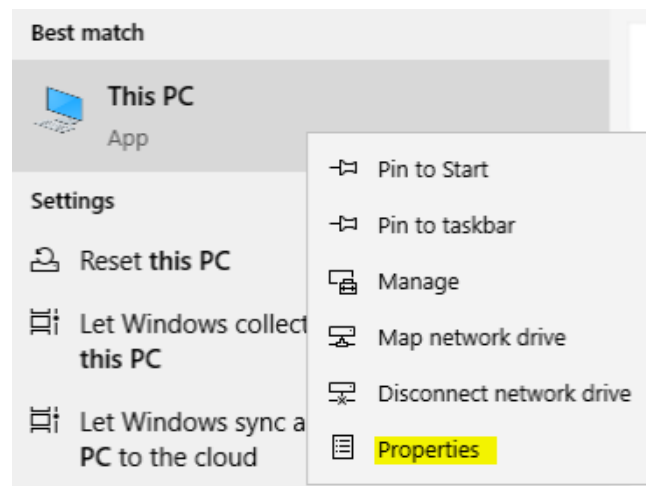 Best match
This PC
App
Settings
Reset this PC
Let Windows collect
this PC
Let Windows sync a
PC to the cloud
Pin to Start
Pin to taskbar
Manage
Map network drive
Disconnect network drive
Properties